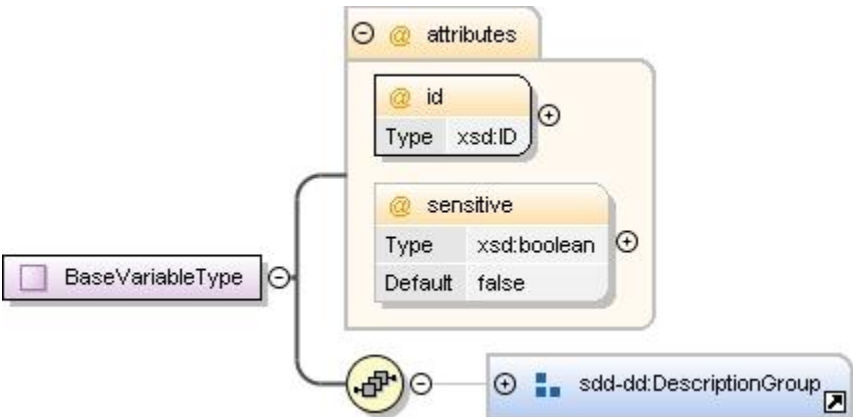 @ attributes
@ id
Type xsd:ID
@ sensitive
Type xsd:boolean
Default false
BaseVariableType
sdd-dd:DescriptionGroup